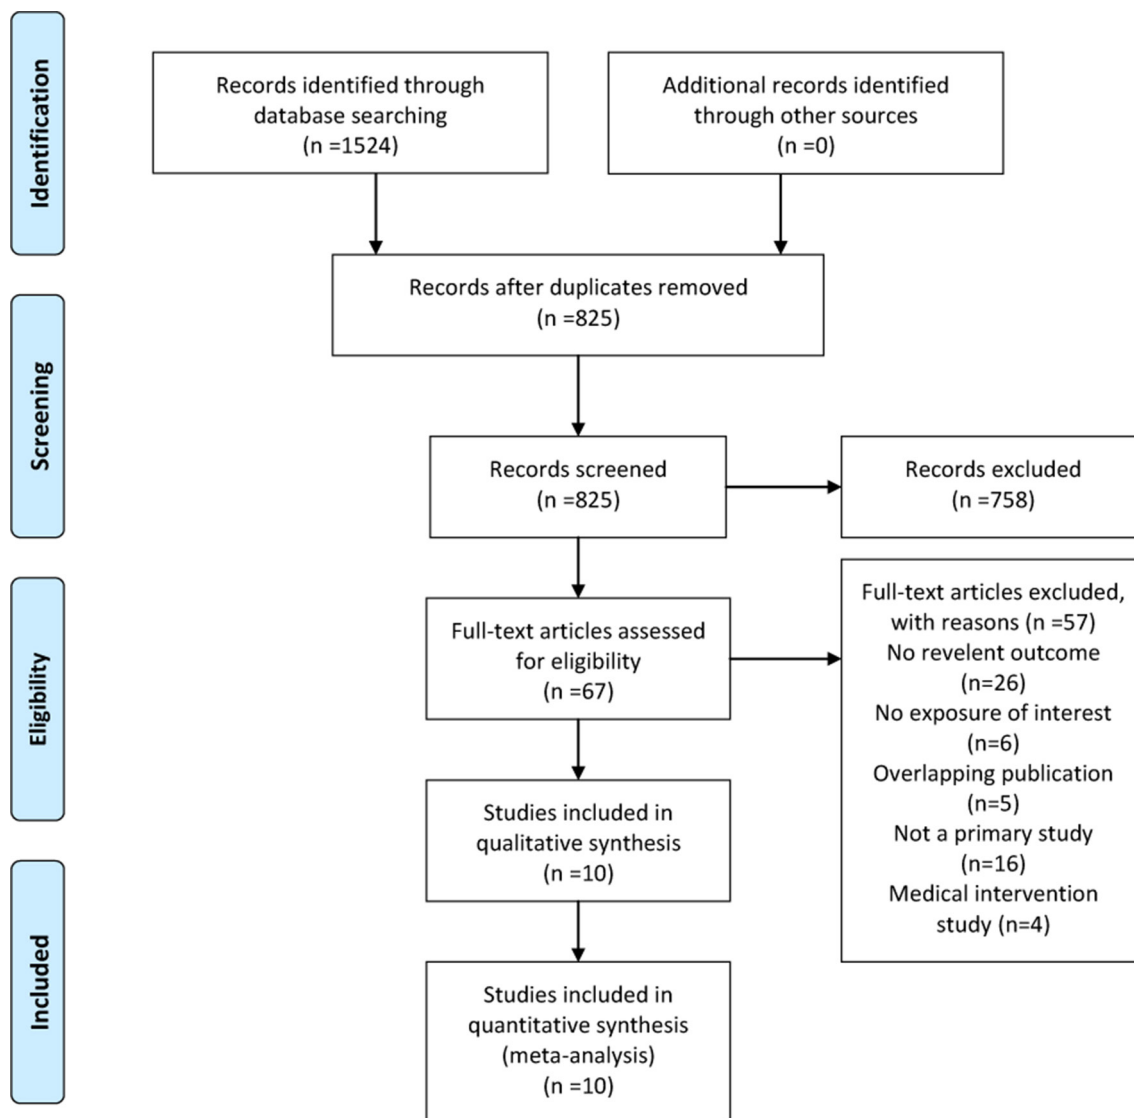 Identification
Records identified through
database searching
(n =1524)
Additional records identified
through other sources
(n =0)
Records after duplicates removed
(n =825)
Screening
Records screened
(n =825)
Records excluded
(n =758)
Eligibility
Full-text articles assessed
for eligibility
(n =67)
Full-text articles excluded,
with reasons (n =57)
No revelent outcome
(n=26)
No exposure of interest
(n=6)
Overlapping publication
(n=5)
Not a primary study
(n=16)
Medical intervention
study (n=4)
Studies included in
qualitative synthesis
(n =10)
Included
Studies included in
quantitative synthesis
(meta-analysis)
(n =10)